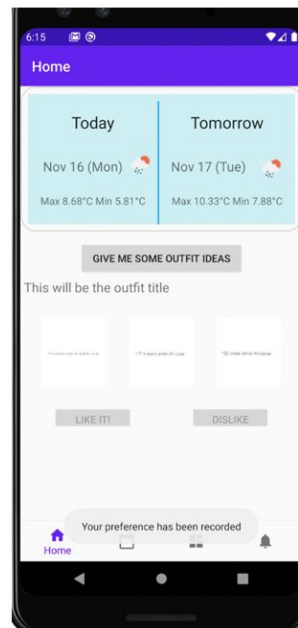 6:15
Home
Today
Tomorrow
Nov 16 (Mon)
Nov 17 (Tue)
Max 8.68°C Min 5.81°C
Max 10.33°C Min 7.88°C
GIVE ME SOME OUTFIT IDEAS
This will be the outfit title
LIKE IT!
DISLIKE
Your preference has been recorded
Home